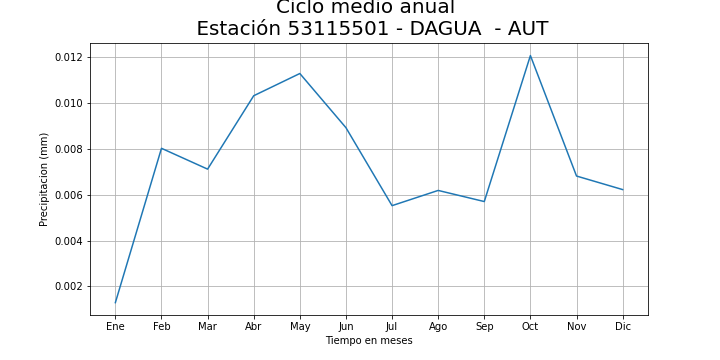 Ciclo medio anual
Estación 53115501 - DAGUA - AUT
0.012
0.010
0.008
0.006
0.004
0.002
Precipitacion (mm)
Ene Feb Mar Abr May Jun Jul Ago Sep Oct Nov Dic
Tiempo en meses